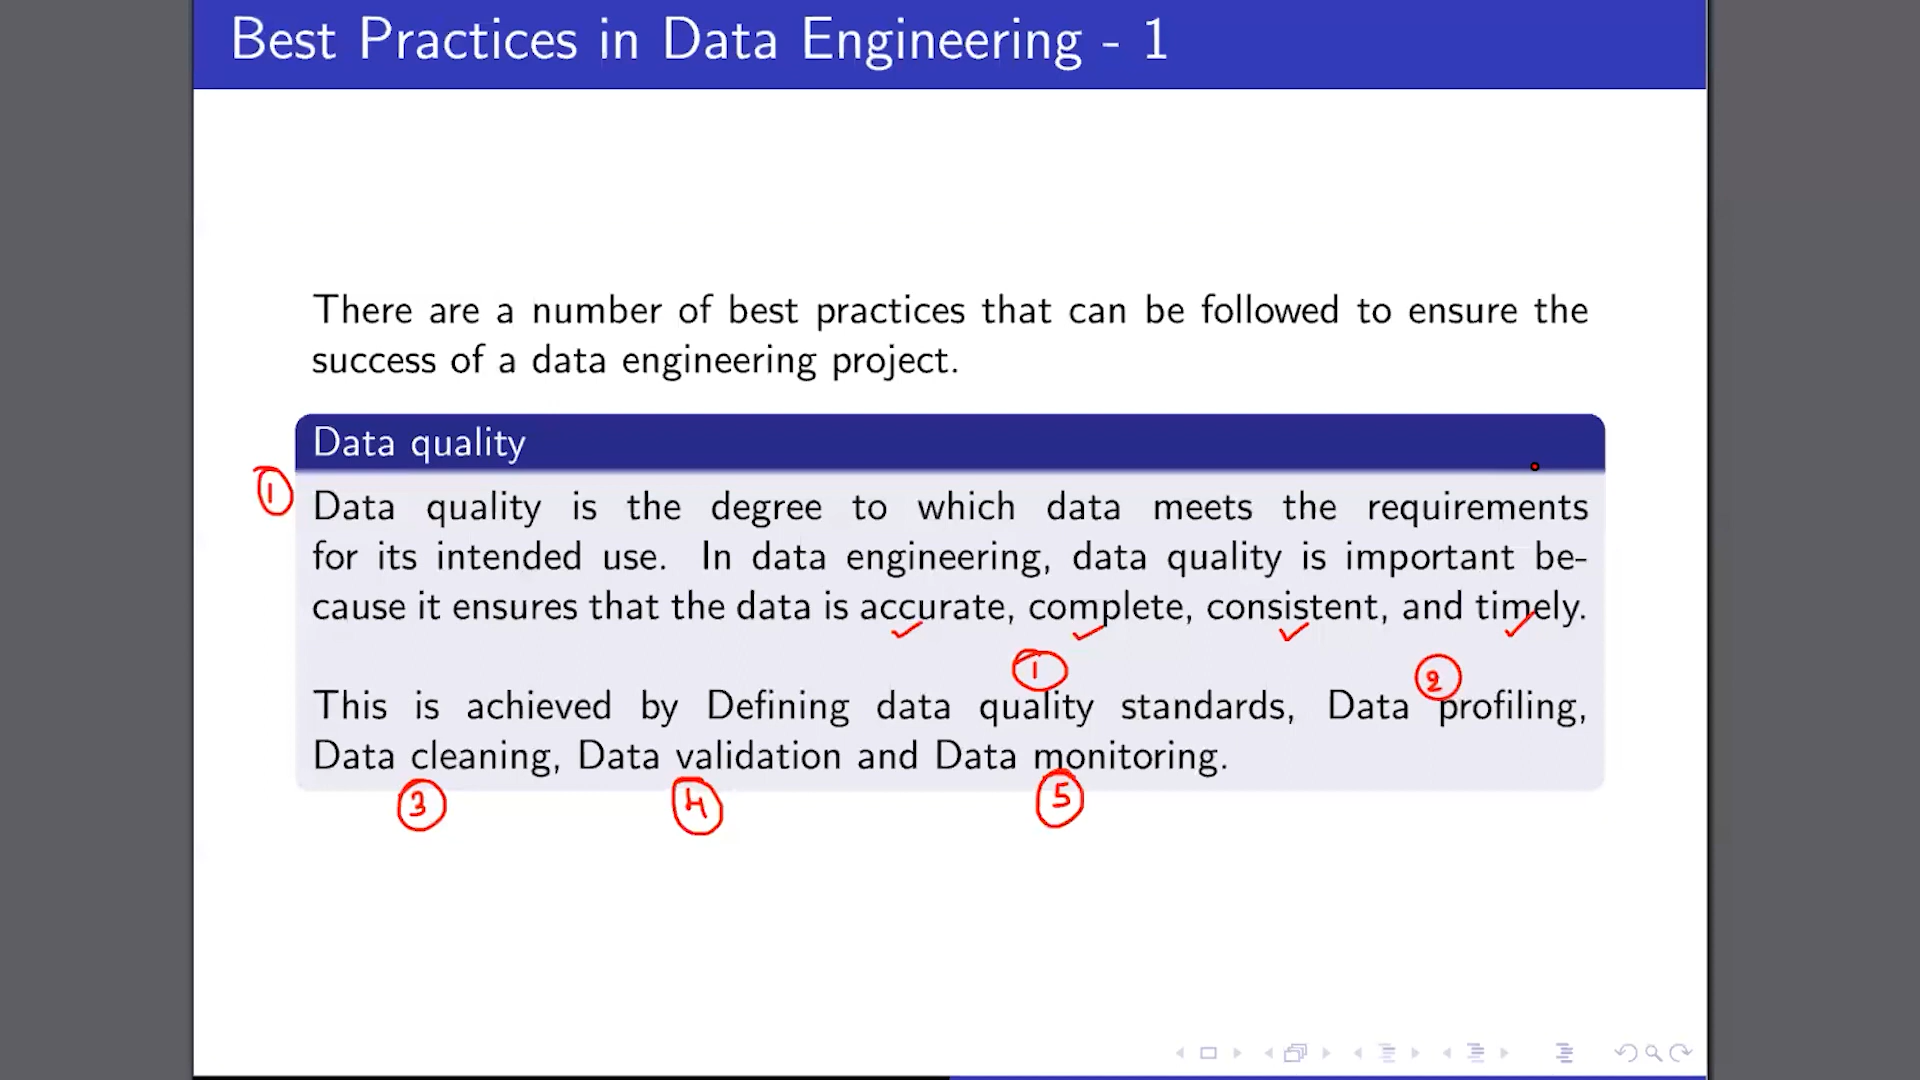 Best Practices in Data Engineering - 1
There are a number of best practices that can be followed to ensure the
success of a data engineering project.
Data quality
1
Data quality is the degree to which data meets the requirements
for its intended use. In data engineering, data quality is important be-
cause it ensures that the data is accurate, complete, consistent, and timely.
1 2
This is achieved by Defining data quality standards, Data profiling,
Data cleaning, Data validation and Data monitoring.
3 4 5